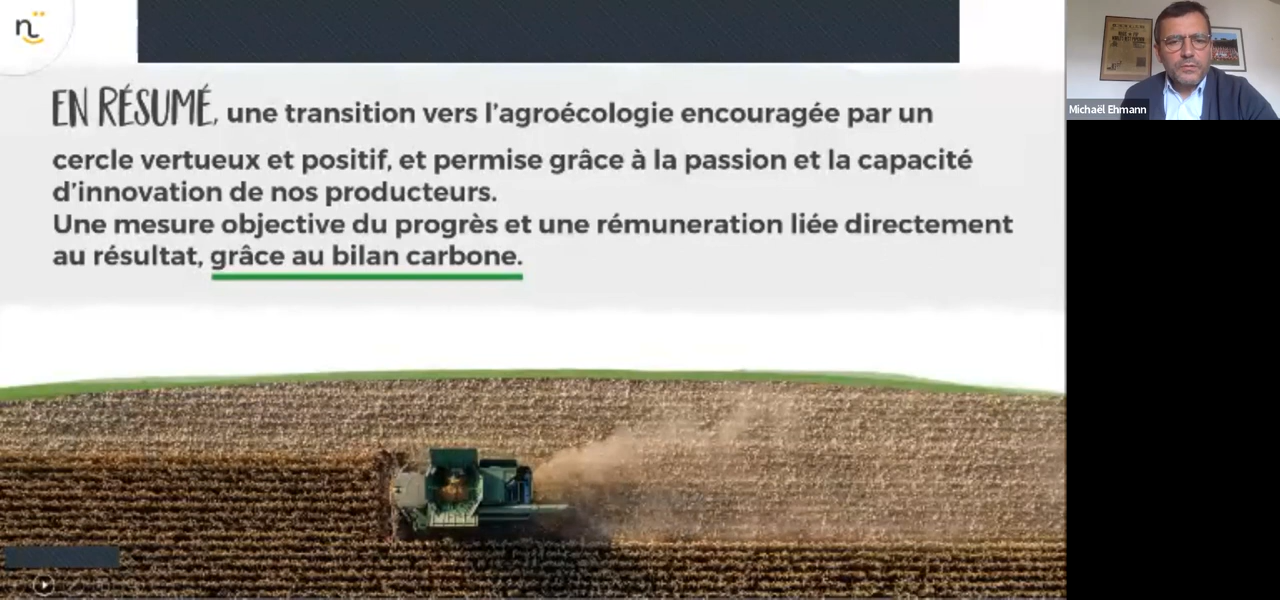 nï
EN RÉSUMÉ, une transition vers l'agroécologie encouragée par un
cercle vertueux et positif, et permise grâce à la passion et la capacité
d'innovation de nos producteurs.
Une mesure objective du progrès et une rémuneration liée directement
au résultat, grâce au bilan carbone.
Michaël Ehmann